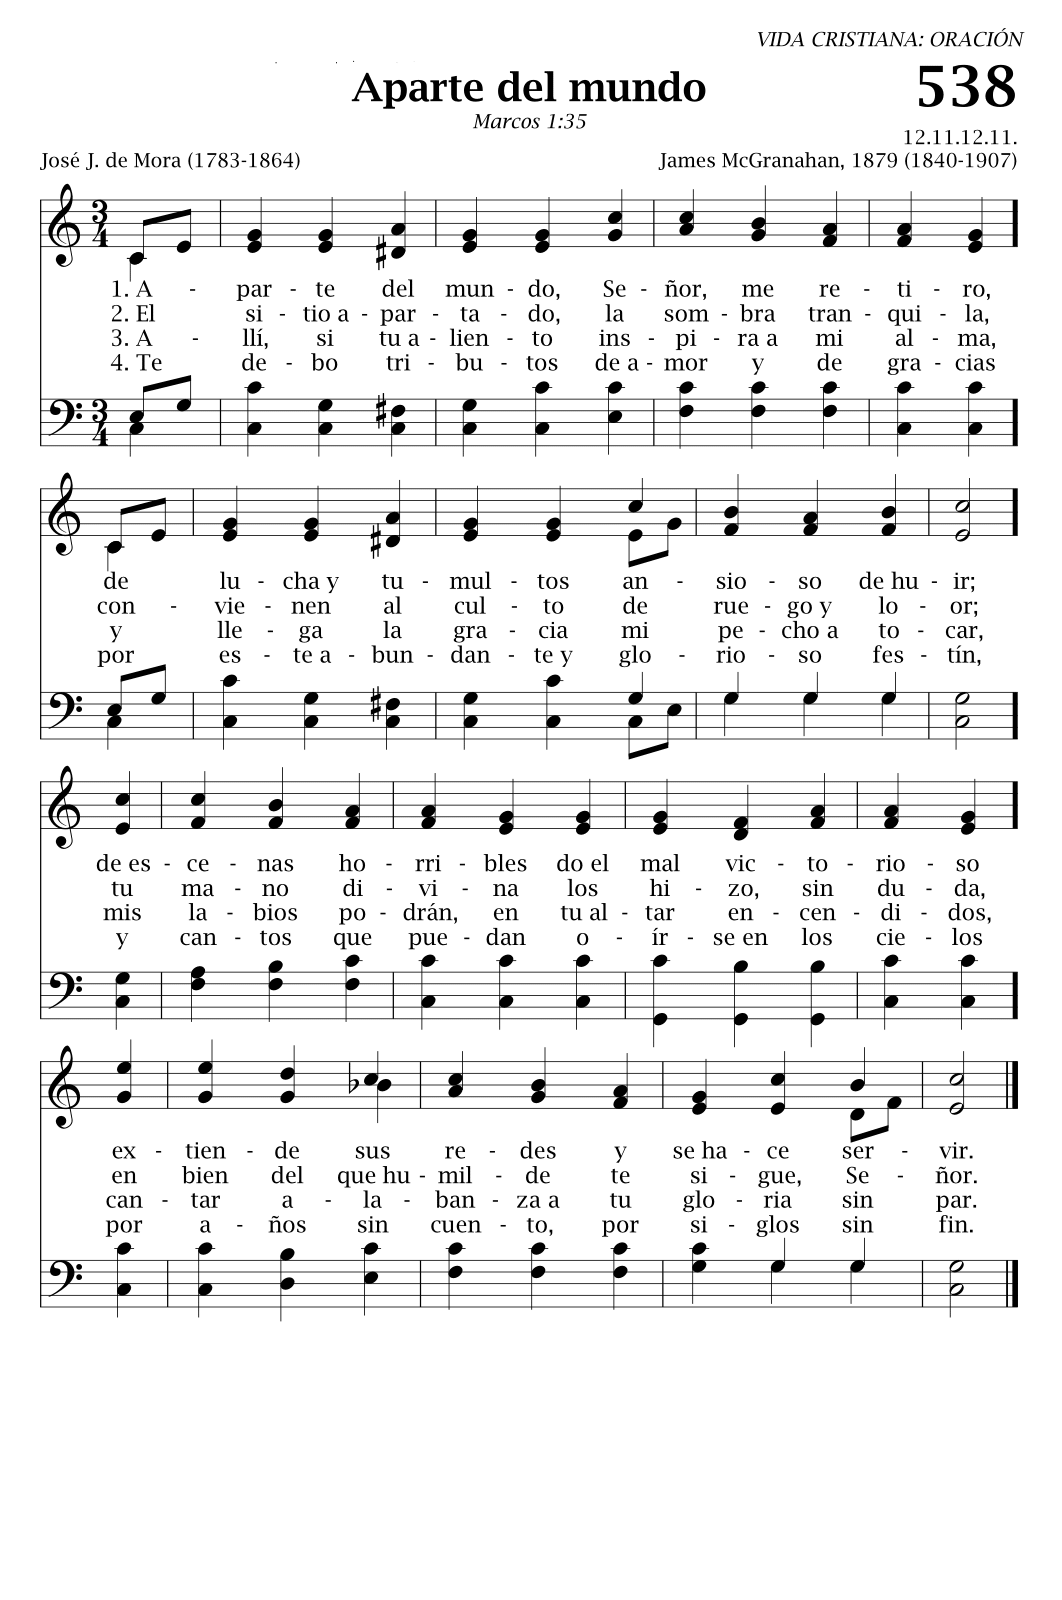 VIDA CRISTIANA: ORACIÓN
Aparte del mundo
538
Marcos 1:35
12.11.12.11.
José J. de Mora (1783-1864)
James McGranahan, 1879 (1840-1907)
3
4
1. A - par - te del mun - do, Se - ñor, me re - ti - ro,
2. El si - tio a - par - ta - do, la som - bra tran - qui - la,
3. A - llí, si tu a - lien - to ins - pi - ra a mi al - ma,
4. Te de - bo tri - bu - tos de a - mor y de gra - cias
3
4
de lu - cha y tu - mul - tos an - sio - so de hu - ir;
con - vie - nen al cul - to de rue - go y lo - or;
y lle - ga la gra - cia mi pe - cho a to - car,
por es - te a - bun - dan - te y glo - rio - so fes - tín,
de es - ce - nas ho - rri - bles do el mal vic - to - rio - so
tu ma - no di - vi - na los hi - zo, sin du - da,
mis la - bios po - drán, en tu al - tar en - cen - di - dos,
y can - tos que pue - dan o - ír - se en los cie - los
ex - tien - de sus re - des y se ha - ce ser - vir.
en bien del que hu - mil - de te si - gue, Se - ñor.
can - tar a - la - ban - za a tu glo - ria sin par.
por a - ños sin cuen - to, por si - glos sin fin.